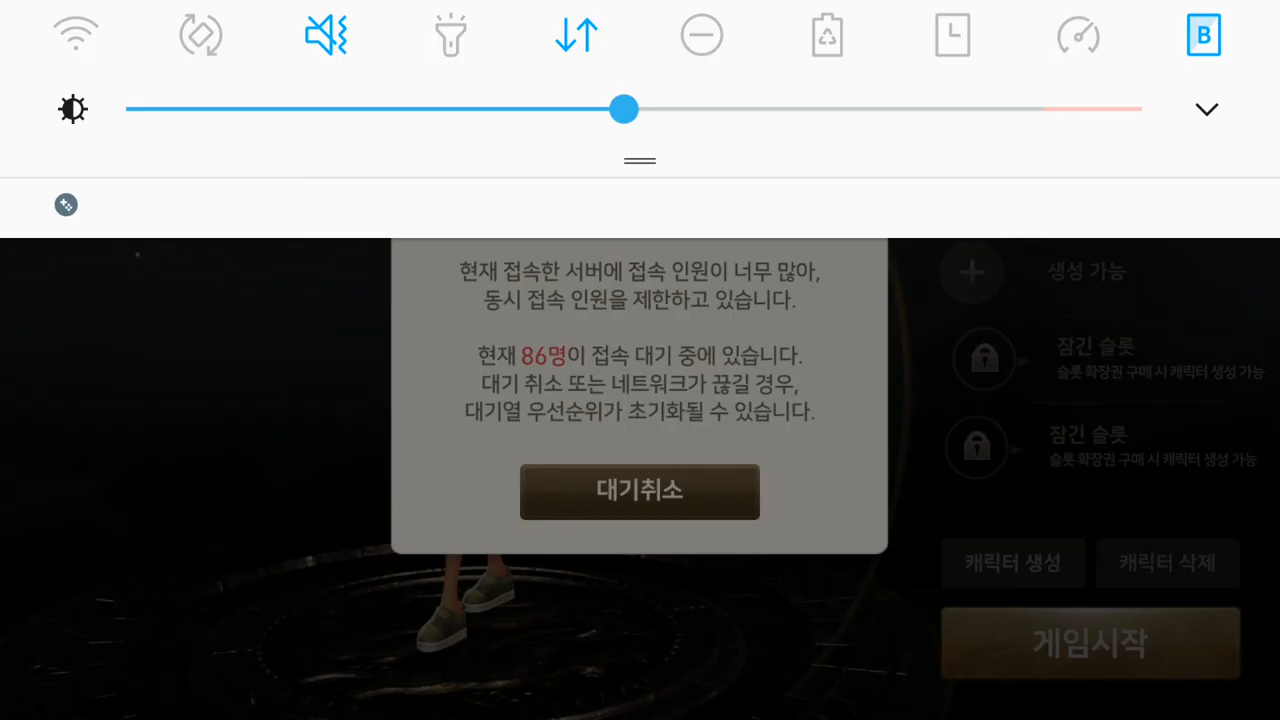 B
현재 접속한 서버에 접속 인원이 너무 많아,
동시 접속 인원을 제한하고 있습니다.
현재 86명이 접속 대기 중에 있습니다.
대기 취소 또는 네트워크가 끊길 경우,
대기열 우선순위가 초기화될 수 있습니다.
대기취소
생성 가능
잠긴 슬롯
슬롯 확장권 구매 시 캐릭터 생성 가능
잠긴 슬롯
슬롯 확장권 구매 시 캐릭터 생성 가능
캐릭터 생성
캐릭터 삭제
게임시작